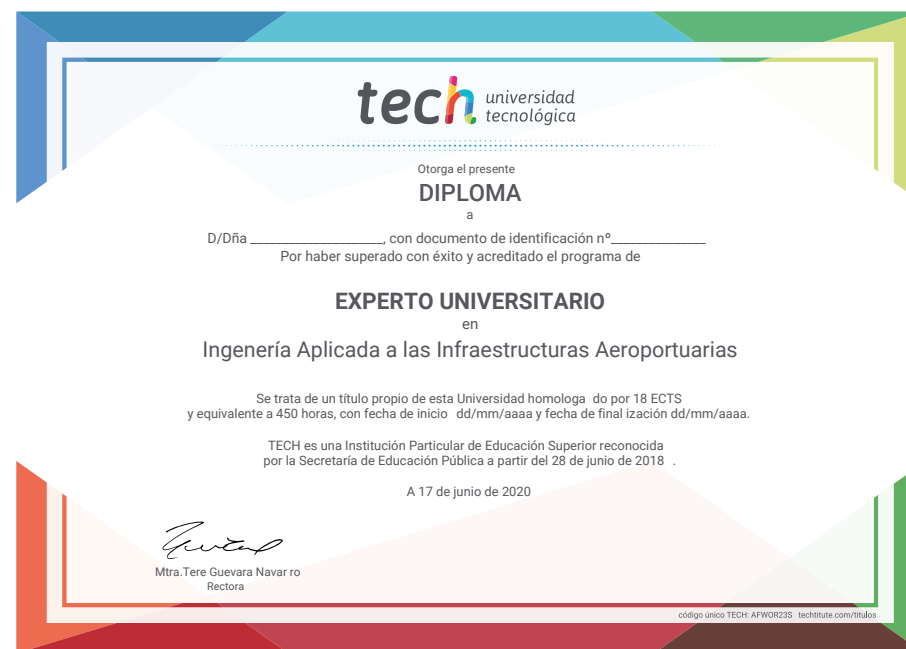 tech universidad
tecnológica
Otorga el presente
DIPLOMA
a
D/Dña ___________________, con documento de identificación nº______________
Por haber superado con éxito y acreditado el programa de
EXPERTO UNIVERSITARIO
en
Ingenería Aplicada a las Infraestructuras Aeroportuarias
Se trata de un título propio de esta Universidad homologa do por 18 ECTS
y equivalente a 450 horas, con fecha de inicio dd/mm/aaaa y fecha de final ización dd/mm/aaaa.
TECH es una Institución Particular de Educación Superior reconocida
por la Secretaría de Educación Pública a partir del 28 de junio de 2018 .
A 17 de junio de 2020
Mtra.Tere Guevara Navar ro
Rectora
código único TECH: AFWOR23S techtitute.com/titulos